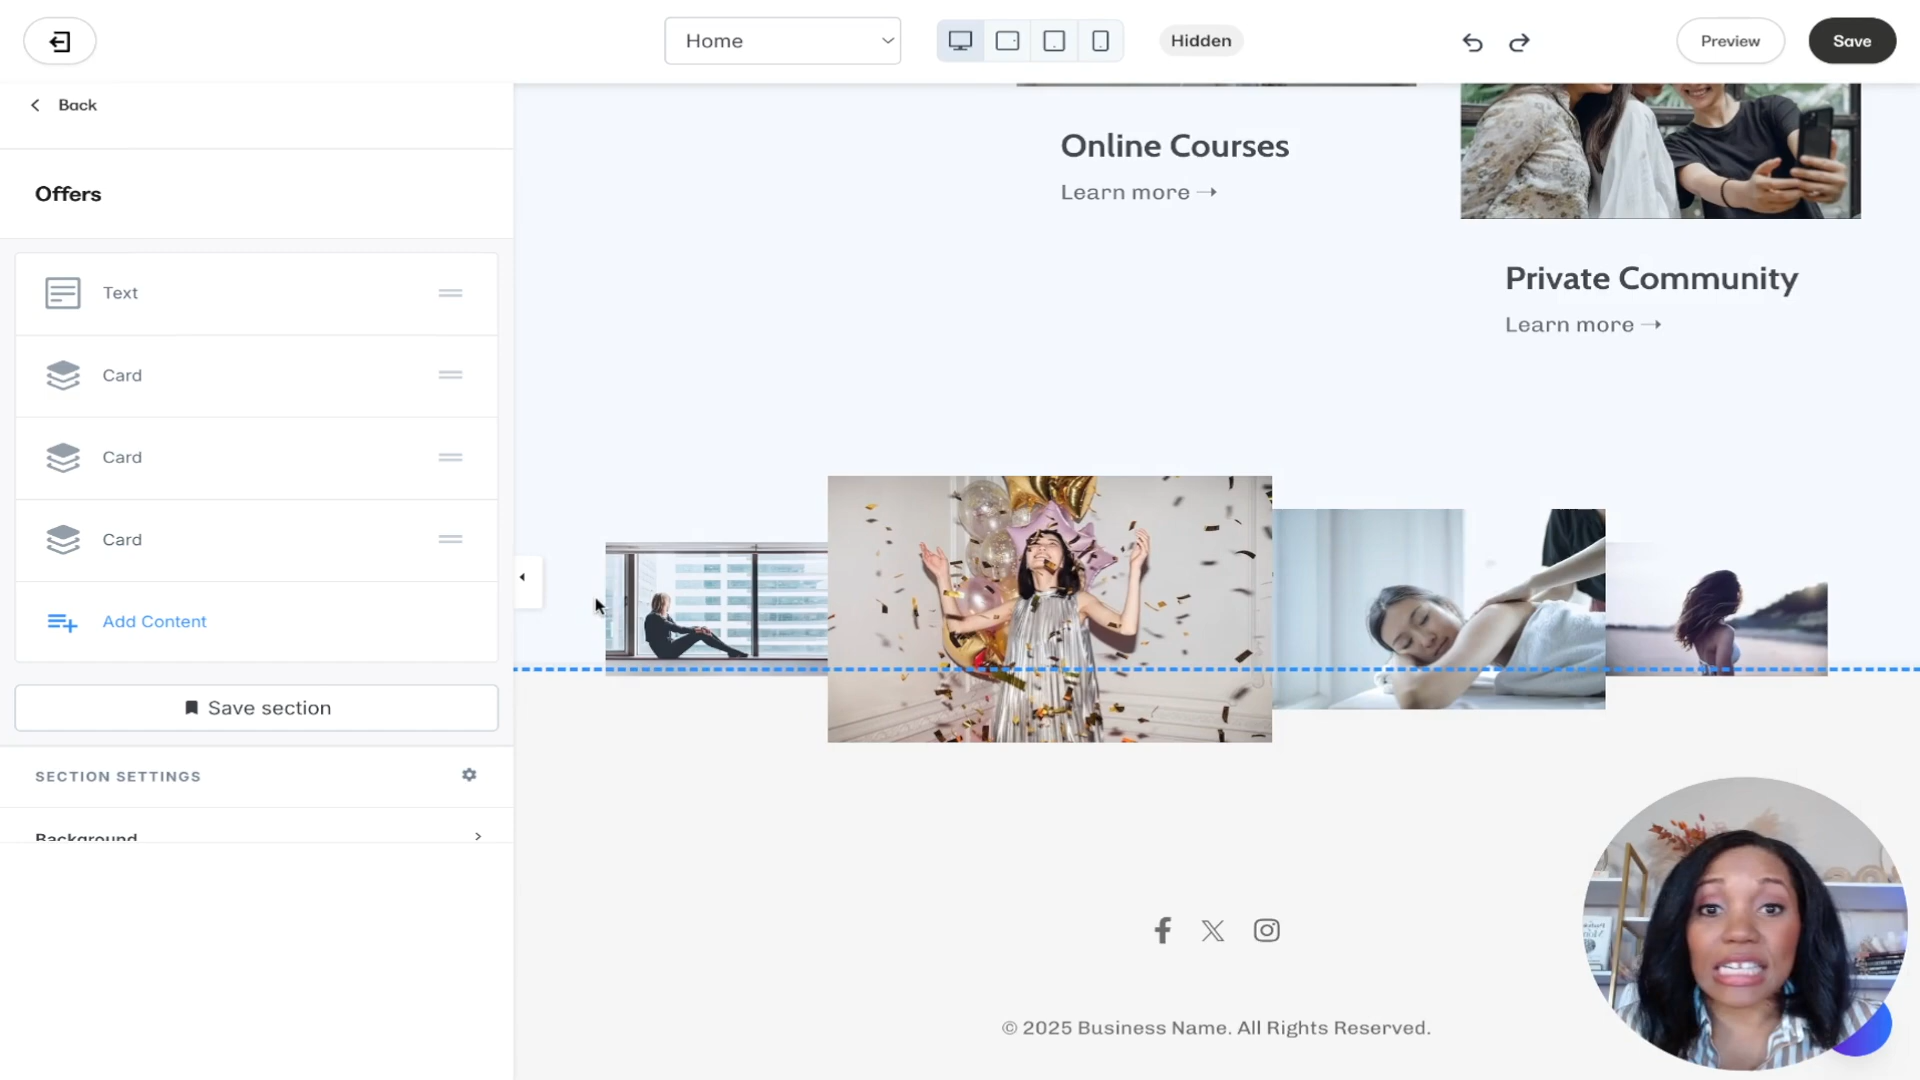 Home
Hidden
Preview
Save
Back
Offers
Text
Card
Card
Card
Add Content
Save section
SECTION SETTINGS
Background
Online Courses
Learn more →
Private Community
Learn more →
© 2025 Business Name. All Rights Reserved.